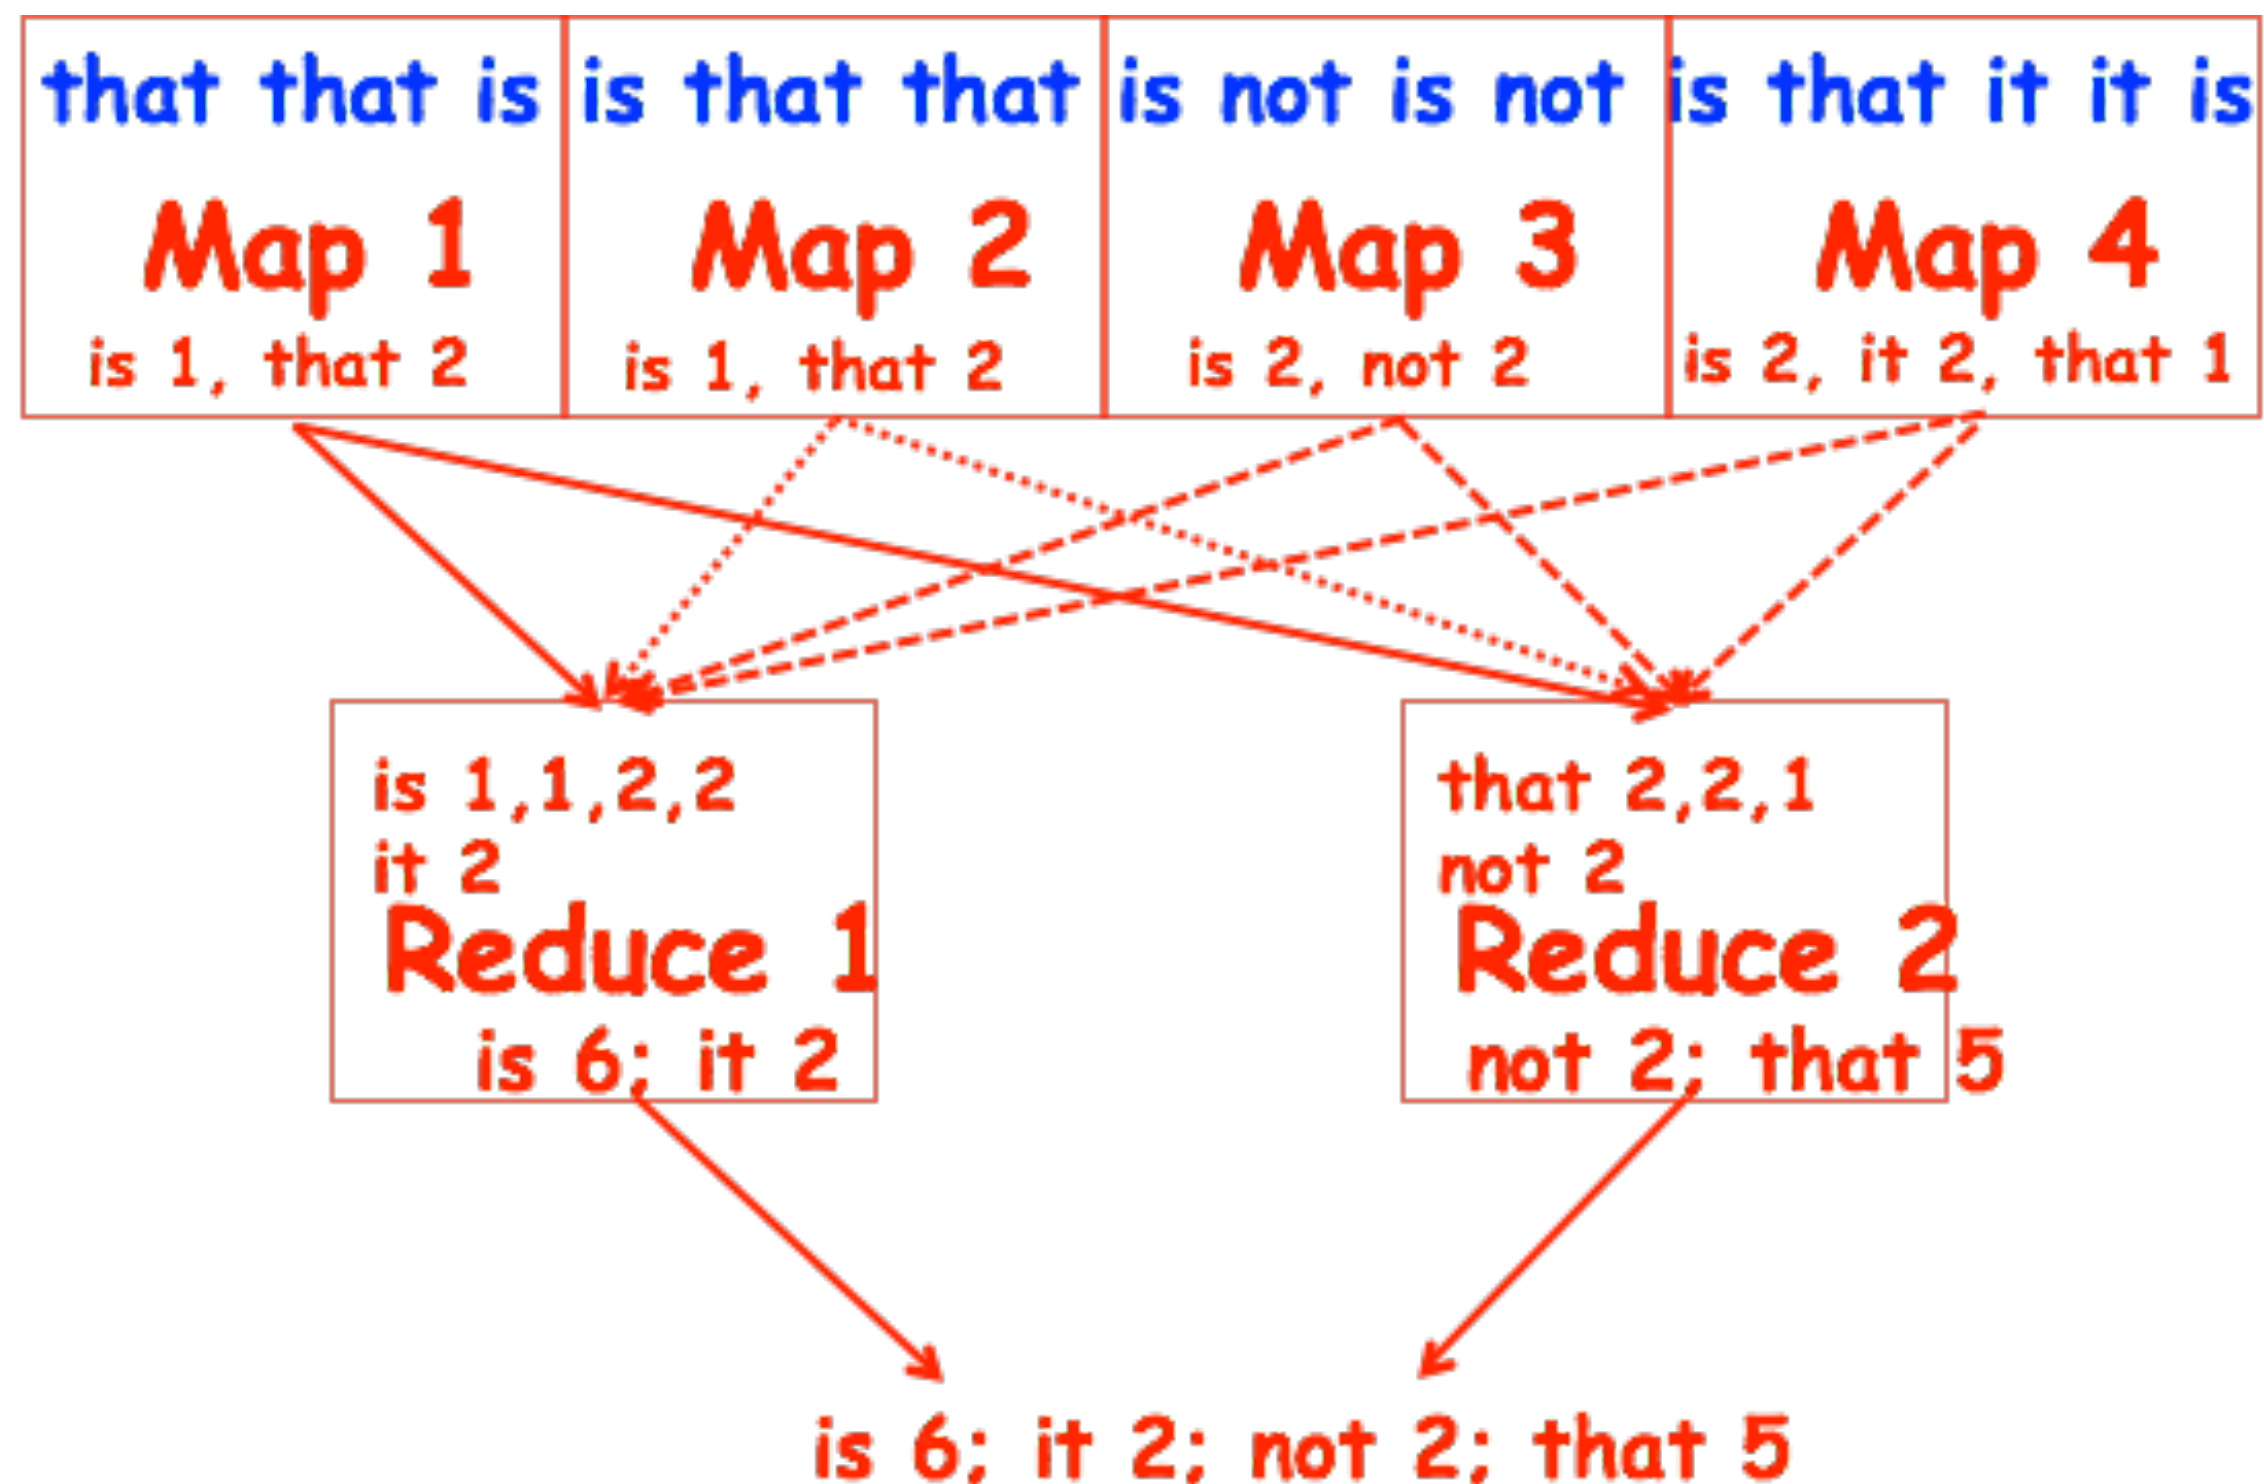 that that is
is that that
is not is not
is that it it is
Map 1
Map 2
Map 3
Map 4
is 1, that 2
is 1, that 2
is 2, not 2
is 2, it 2, that 1
is 1,1,2,2
it 2
Reduce 1
is 6; it 2
that 2,2,1
not 2
Reduce 2
not 2; that 5
is 6; it 2; not 2; that 5